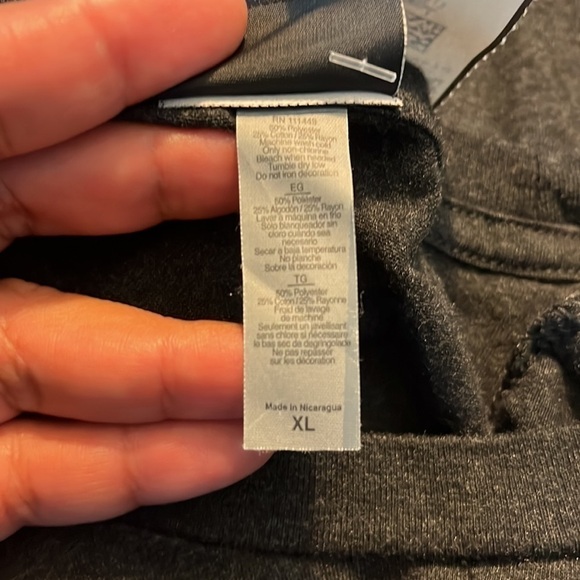 RN 111449
50% Polyester
25% Cotton / 25% Rayon
Machine wash cold
Only non-chlorine
Bleach when needed
Tumble dry low
Do not iron decoration
EG
50% Poliyester
25% Algodón / 25% Rayon
Lavar a máquina en frio
Solo blanqueador sin
cloro cuando sea
necesario
Secar a baja temperatura
No planche
Sobre la decoración
TG
50% Polyester
25% Coton / 25% Rayonne
Froid de lavage
de machine
Seulement un javellisant
sans chlore si nécessaire
le bas sec de degringolade
Ne pas repasser
sur les décoration
Made in Nicaragua
XL